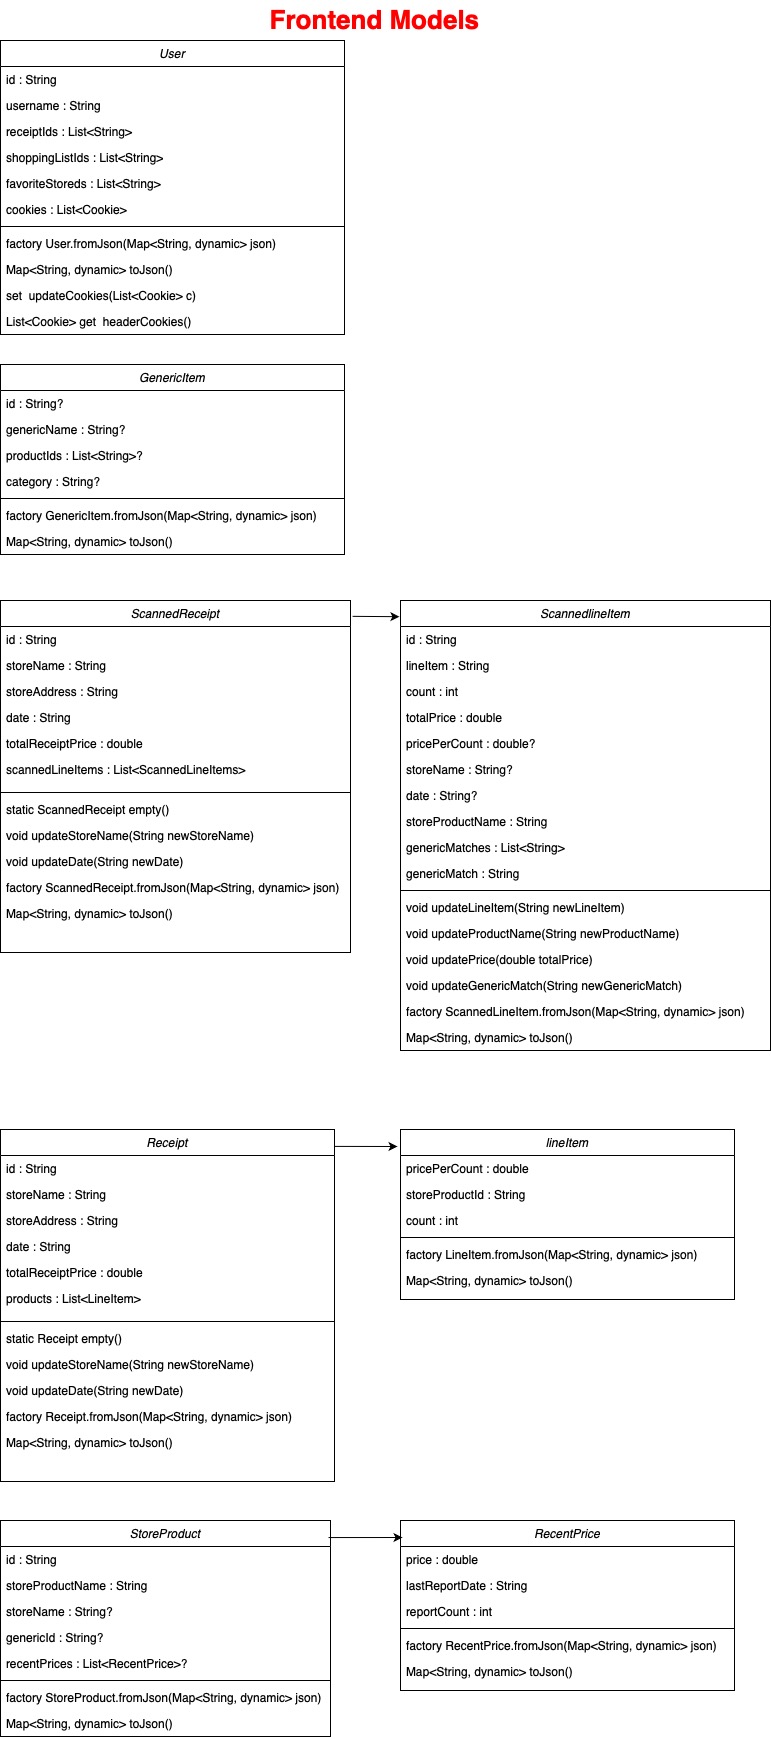 Frontend Models
User
id : String
username : String
receiptIds : List<String>
shoppingListIds : List<String>
favoriteStoreds : List<String>
cookies : List<Cookie>
factory User.fromJson(Map<String, dynamic> json)
Map<String, dynamic> toJson()
set  updateCookies(List<Cookie> c)
List<Cookie> get  headerCookies()
GenericItem
id : String?
genericName : String?
productIds : List<String>?
category : String?
factory GenericItem.fromJson(Map<String, dynamic> json)
Map<String, dynamic> toJson()
ScannedReceipt
id : String
storeName : String
storeAddress : String
date : String
totalReceiptPrice : double
scannedLineItems : List<ScannedLineItems>
static ScannedReceipt empty()
void updateStoreName(String newStoreName)
void updateDate(String newDate)
factory ScannedReceipt.fromJson(Map<String, dynamic> json)
Map<String, dynamic> toJson()
ScannedlineItem
id : String
lineItem : String
count : int
totalPrice : double
pricePerCount : double?
storeName : String?
date : String?
storeProductName : String
genericMatches : List<String>
genericMatch : String
void updateLineItem(String newLineItem)
void updateProductName(String newProductName)
void updatePrice(double totalPrice)
void updateGenericMatch(String newGenericMatch)
factory ScannedLineItem.fromJson(Map<String, dynamic> json)
Map<String, dynamic> toJson()
Receipt
id : String
storeName : String
storeAddress : String
date : String
totalReceiptPrice : double
products : List<LineItem>
static Receipt empty()
void updateStoreName(String newStoreName)
void updateDate(String newDate)
factory Receipt.fromJson(Map<String, dynamic> json)
Map<String, dynamic> toJson()
lineItem
pricePerCount : double
storeProductId : String
count : int
factory LineItem.fromJson(Map<String, dynamic> json)
Map<String, dynamic> toJson()
StoreProduct
id : String
storeProductName : String
storeName : String?
genericId : String?
recentPrices : List<RecentPrice>?
factory StoreProduct.fromJson(Map<String, dynamic> json)
Map<String, dynamic> toJson()
RecentPrice
price : double
lastReportDate : String
reportCount : int
factory RecentPrice.fromJson(Map<String, dynamic> json)
Map<String, dynamic> toJson()